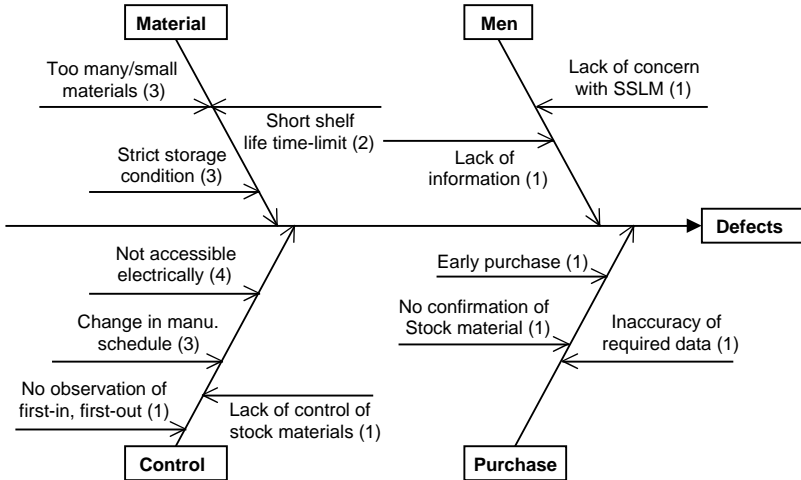 Material
Men
Too many/small
materials (3)
Lack of concern
with SSLM (1)
Short shelf
life time-limit (2)
Strict storage
condition (3)
Lack of
information (1)
Defects
Not accessible
electrically (4)
Early purchase (1)
Change in manu.
schedule (3)
No confirmation of
Stock material (1)
Inaccuracy of
required data (1)
No observation of
first-in, first-out (1)
Lack of control of
stock materials (1)
Control
Purchase